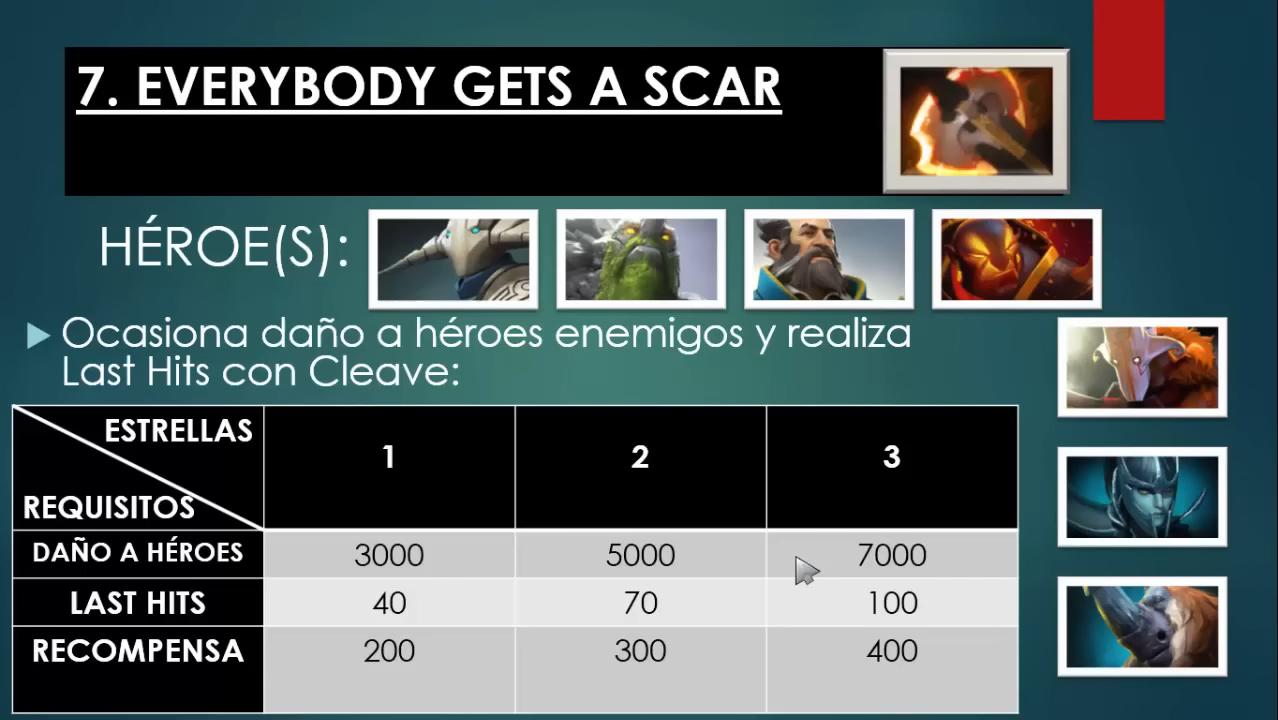 7. EVERYBODY GETS A SCAR
HÉROE(S):
Ocasiona daño a héroes enemigos y realiza
Last Hits con Cleave:
ESTRELLAS
REQUISITOS
1
2
3
DAÑO A HÉROES
3000
5000
7000
LAST HITS
40
70
100
RECOMPENSA
200
300
400